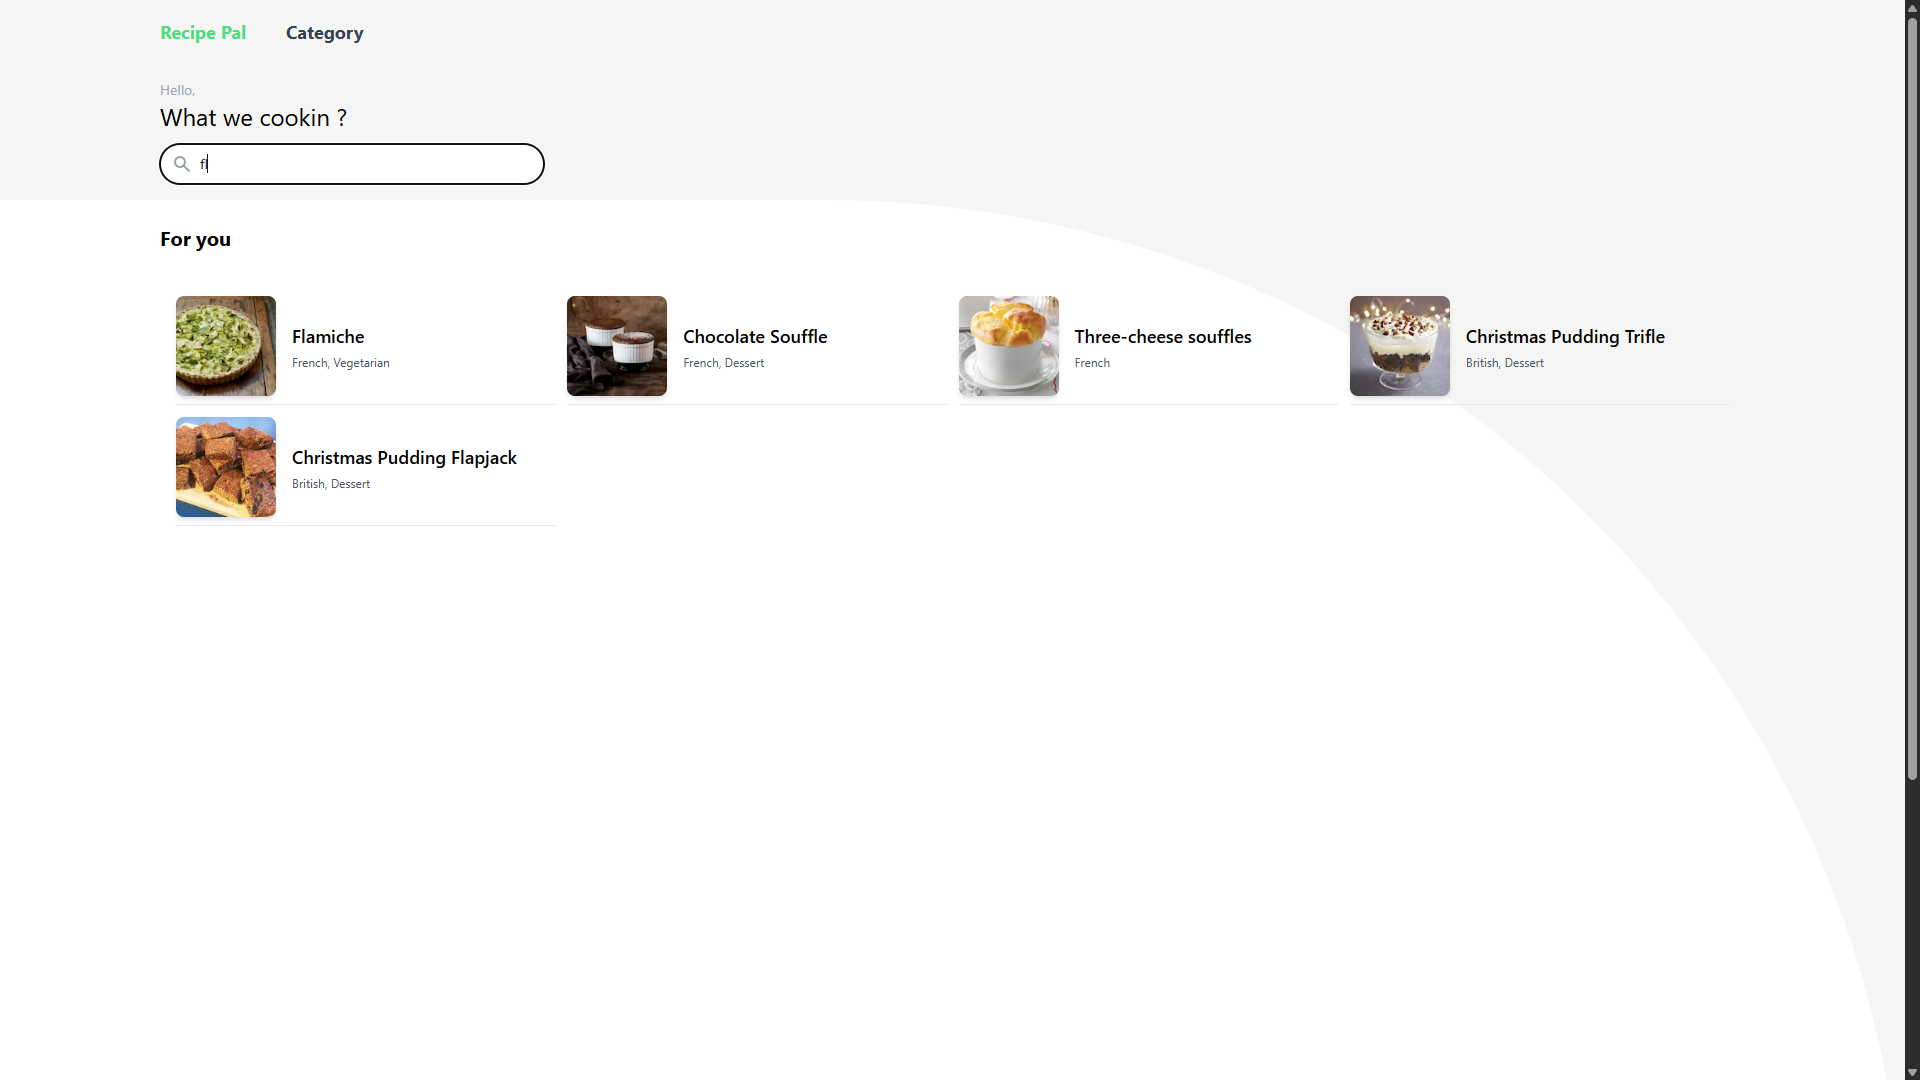 Recipe Pal Category
Hello,
What we cookin ?
fl
For you
Flamiche
French, Vegetarian
Chocolate Souffle
French, Dessert
Three-cheese souffles
French
Christmas Pudding Trifle
British, Dessert
Christmas Pudding Flapjack
British, Dessert